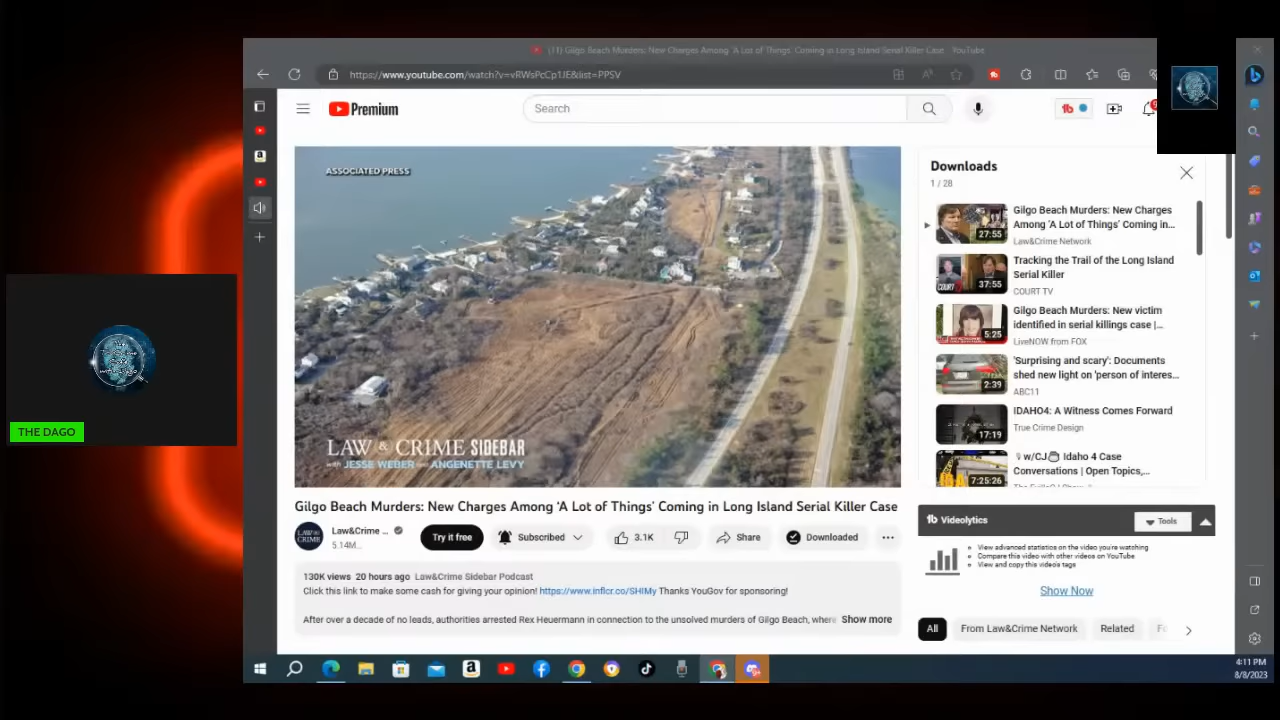 (11) Gilgo Beach Murders: New Charges Among 'A Lot of Things' Coming in Long Island Serial Killer Case - YouTube
https://www.youtube.com/watch?v=vRWsPcCp1JE&list=PPSV
Premium
Search
ASSOCIATED PRESS
LAW & CRIME SIDEBAR
with JESSE WEBER and ANGENETTE LEVY
Downloads
1 / 28
Gilgo Beach Murders: New Charges
Among 'A Lot of Things' Coming in...
27:55
Law&Crime Network
Tracking the Trail of the Long Island
Serial Killer
37:55
COURT TV
Gilgo Beach Murders: New victim
identified in serial killings case |...
5:25
LiveNOW from FOX
'Surprising and scary': Documents
shed new light on 'person of interes...
2:39
ABC11
IDAHO4: A Witness Comes Forward
17:19
True Crime Design
w/CJ Idaho 4 Case
Conversations | Open Topics,...
7:25:26
THE DAGO
Gilgo Beach Murders: New Charges Among 'A Lot of Things' Coming in Long Island Serial Killer Case
LAW&
CRIME
Law&Crime ...
5.14M...
Try it free
Subscribed
3.1K
Share
Downloaded
130K views 20 hours ago Law&Crime Sidebar Podcast
Click this link to make some cash for giving your opinion! https://www.inflcr.co/SHIMy Thanks YouGov for sponsoring!
After over a decade of no leads, authorities arrested Rex Heuermann in connection to the unsolved murders of Gilgo Beach, where Show more
tb Videolytics
Tools
View advanced statistics on the video you're watching
Compare this video with other videos on YouTube
View and copy this video's tags
Show Now
All
From Law&Crime Network
Related
Fo
4:11 PM
8/8/2023